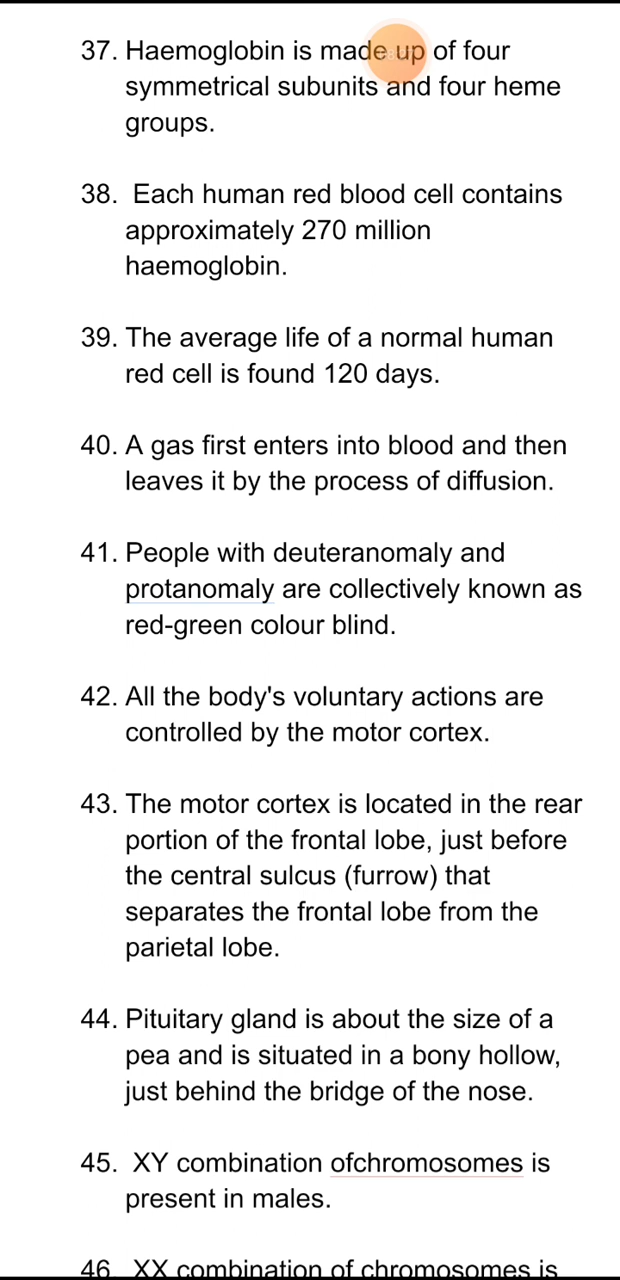 37. Haemoglobin is made up of four
symmetrical subunits and four heme
groups.
38. Each human red blood cell contains
approximately 270 million
haemoglobin.
39. The average life of a normal human
red cell is found 120 days.
40. A gas first enters into blood and then
leaves it by the process of diffusion.
41. People with deuteranomaly and
protanomaly are collectively known as
red-green colour blind.
42. All the body's voluntary actions are
controlled by the motor cortex.
43. The motor cortex is located in the rear
portion of the frontal lobe, just before
the central sulcus (furrow) that
separates the frontal lobe from the
parietal lobe.
44. Pituitary gland is about the size of a
pea and is situated in a bony hollow,
just behind the bridge of the nose.
45. XY combination ofchromosomes is
present in males.
46. XX combination of chromosomes is